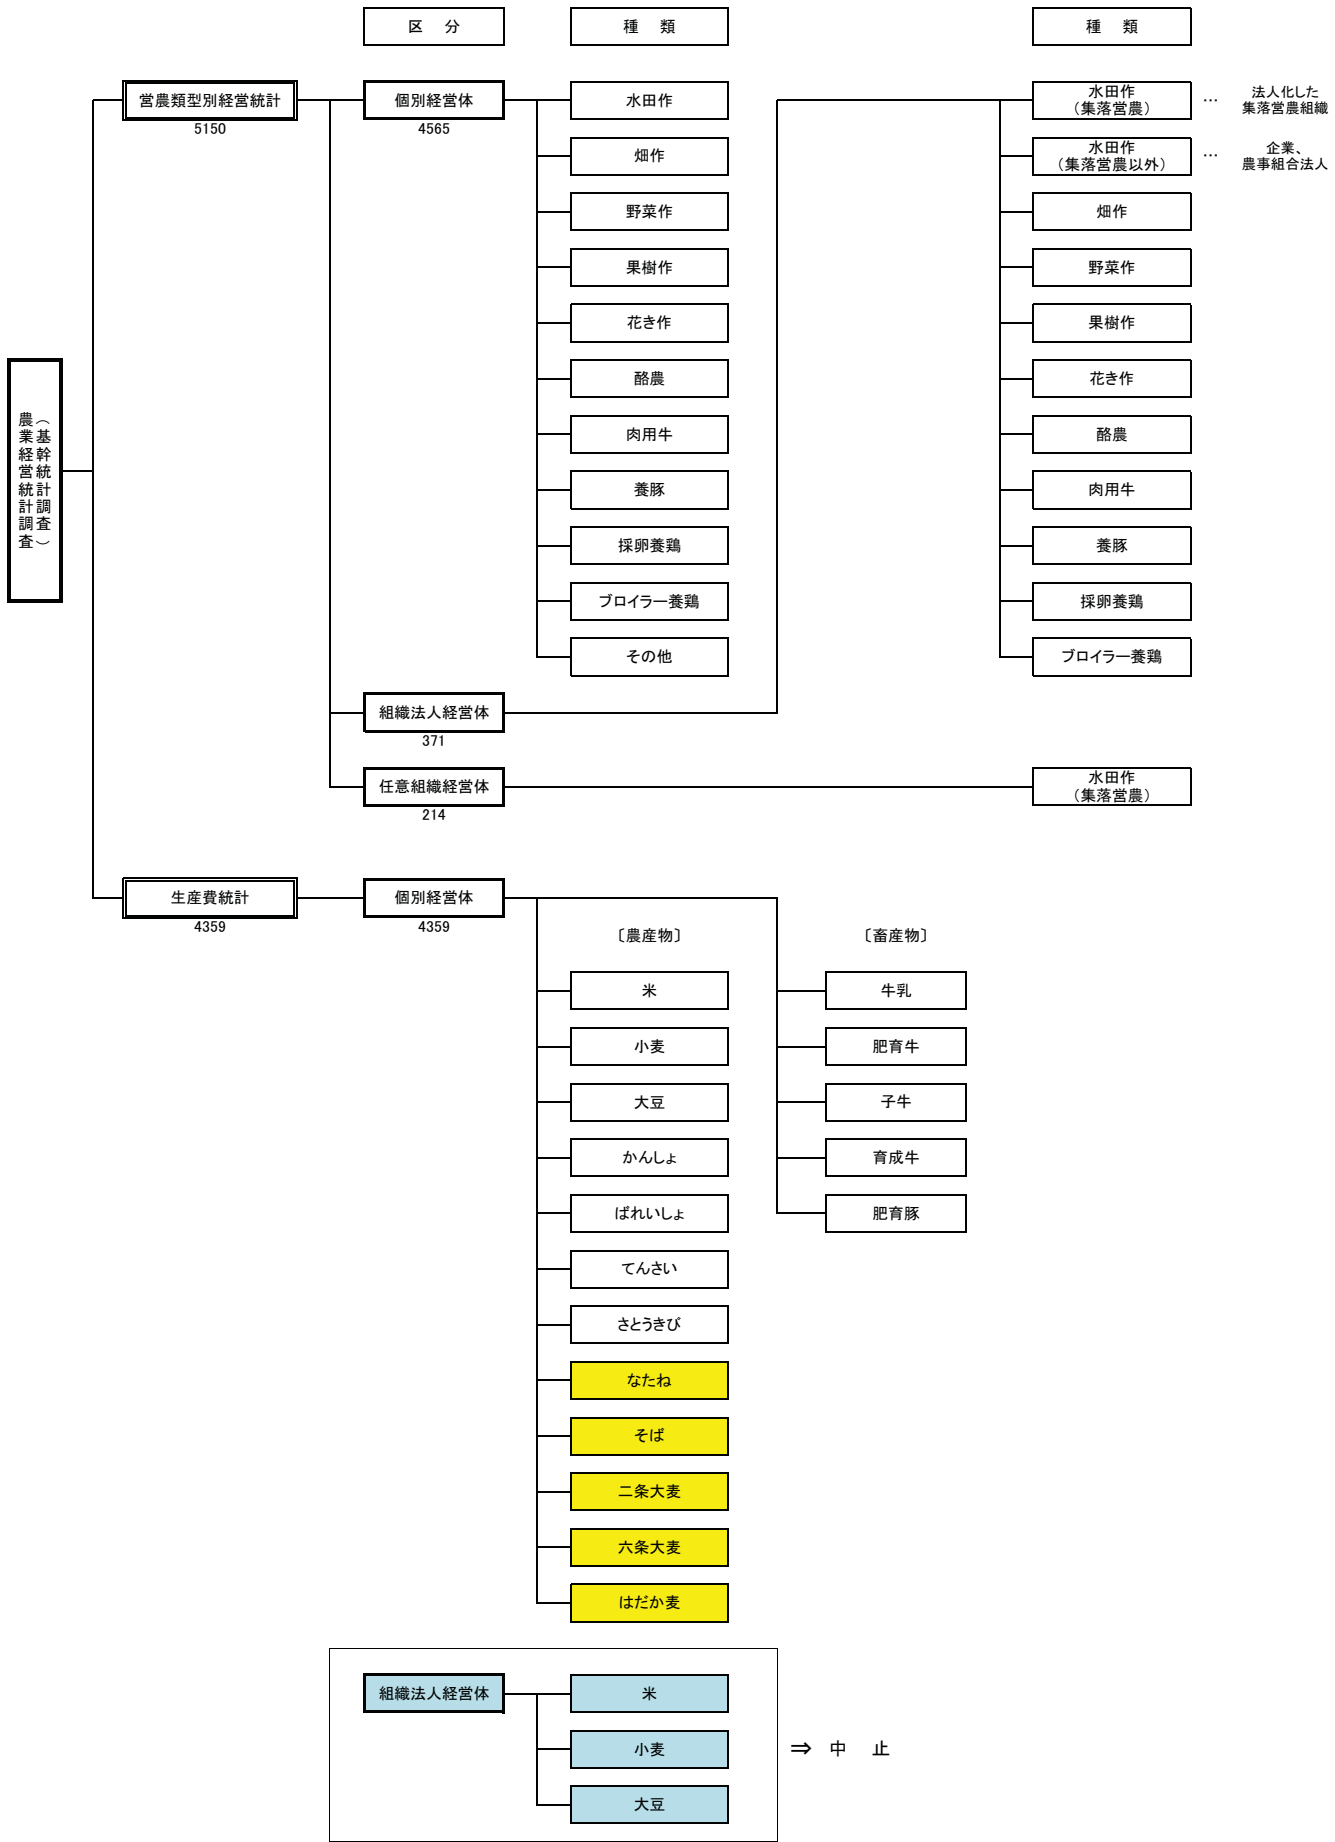 区 分
種 類
種 類
農業経営統計調査
（基幹統計調査）
営農類型別経営統計
5150
個別経営体
4565
水田作
畑作
野菜作
果樹作
花き作
酪農
肉用牛
養豚
採卵養鶏
ブロイラー養鶏
その他
組織法人経営体
371
水田作
（集落営農）
… 法人化した
集落営農組織
水田作
（集落営農以外）
… 企業、
農事組合法人
畑作
野菜作
果樹作
花き作
酪農
肉用牛
養豚
採卵養鶏
ブロイラー養鶏
任意組織経営体
214
水田作
（集落営農）
生産費統計
4359
個別経営体
4359
〔農産物〕
米
小麦
大豆
かんしょ
ばれいしょ
てんさい
さとうきび
なたね
そば
二条大麦
六条大麦
はだか麦
〔畜産物〕
牛乳
肥育牛
子牛
育成牛
肥育豚
組織法人経営体
米
小麦
大豆
⇒ 中 止